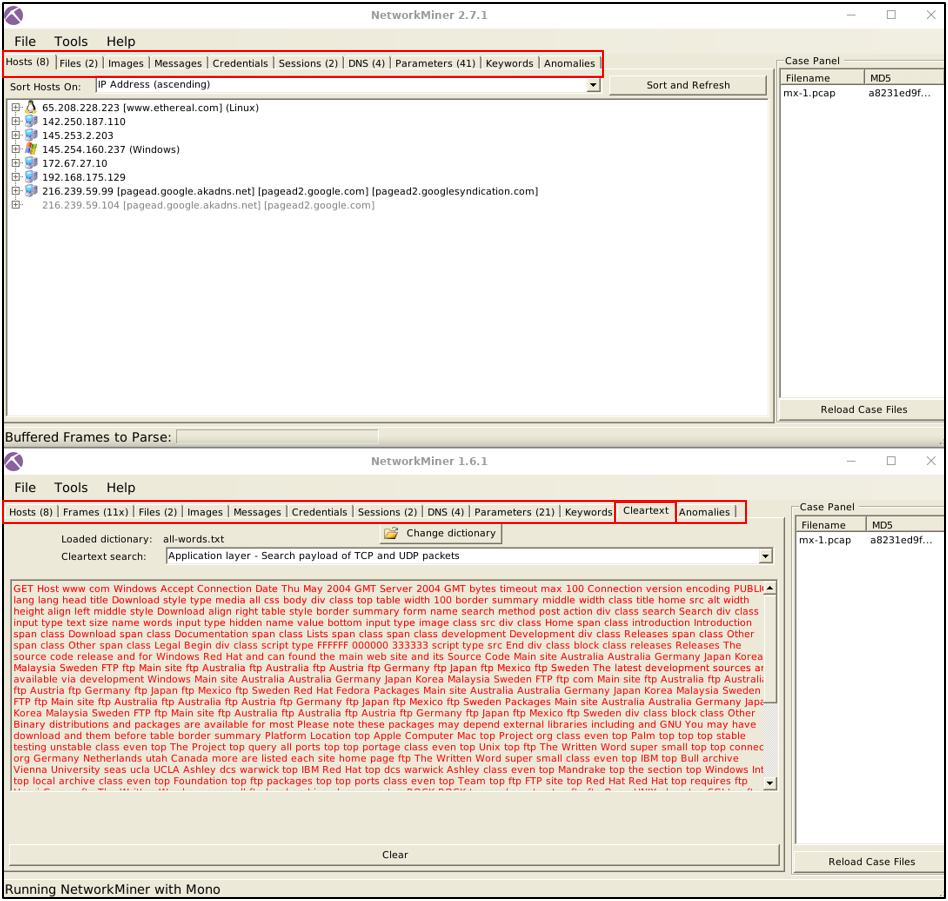 NetworkMiner 2.7.1
File Tools Help
Hosts (8) Files (2) Images Messages Credentials Sessions (2) DNS (4) Parameters (41) Keywords Anomalies
Sort Hosts On: IP Address (ascending) Sort and Refresh
65.208.228.223 [www.ethereal.com] (Linux)
142.250.187.110
145.253.2.203
145.254.160.237 (Windows)
172.67.27.10
192.168.175.129
216.239.59.99 [pagead.google.akadns.net] [pagead2.google.com] [pagead2.googlesyndication.com]
216.239.59.104 [pagead.google.akadns.net] [pagead2.google.com]
Case Panel
Filename MD5
mx-1.pcap a8231ed9f...
Reload Case Files
Buffered Frames to Parse:
NetworkMiner 1.6.1
File Tools Help
Hosts (8) Frames (11x) Files (2) Images Messages Credentials Sessions (2) DNS (4) Parameters (21) Keywords Cleartext Anomalies
Loaded dictionary: all-words.txt Change dictionary
Cleartext search: Application layer - Search payload of TCP and UDP packets
GET Host www com Windows Accept Connection Date Thu May 2004 GMT Server 2004 GMT bytes timeout max 100 Connection version encoding PUBLI
lang lang head title Download style type media all css body div class top table width 100 border summary middle width class title home src alt width
height align left middle style Download align right table style border summary form name search method post action div class search Search div class
input type text size name words input type hidden name value bottom input type image class src div class Home span class introduction Introduction
span class Download span class Documentation span class Lists span class span class development Development div class Releases span class Other
span class Other span class Legal Begin div class script type FFFFFF 000000 333333 script type src End div class block class releases Releases The
source code release and for Windows Red Hat and can found the main web site and its Source Code Main site Australia Australia Germany Japan Korea
Malaysia Sweden FTP ftp Main site ftp Australia ftp Australia ftp Austria ftp Germany ftp Japan ftp Mexico ftp Sweden The latest development sources ar
available via development Windows Main site Australia Australia Germany Japan Korea Malaysia Sweden FTP ftp com Main site ftp Australia ftp Australi
ftp Austria ftp Germany ftp Japan ftp Mexico ftp Sweden Red Hat Fedora Packages Main site Australia Australia Germany Japan Korea Malaysia Sweden
FTP ftp Main site ftp Australia ftp Australia ftp Austria ftp Germany ftp Japan ftp Mexico ftp Sweden Packages Main site Australia Australia Germany Japa
Korea Malaysia Sweden FTP ftp Main site ftp Australia ftp Australia ftp Austria ftp Germany ftp Japan ftp Mexico ftp Sweden div class block class Other
Binary distributions and packages are available for most Please note these packages may depend external libraries including and GNU You may have
download and them before table border summary Platform Location top Apple Computer Mac top Project org class even top Palm top top top stable
testing unstable class even top The Project top query all ports top top portage class even top Unix top ftp The Written Word super small top top connec
org Germany Netherlands utah Canada more are listed each site home page ftp The Written Word super small class even top IBM top Bull archive
Vienna University seas ucla UCLA Ashley dcs warwick top IBM Red Hat top dcs warwick Ashley class even top Mandrake top the section top Windows Int
top local archive class even top Foundation top ftp packages top top ports class even top Team top ftp FTP site top Red Hat Red Hat top requires ftp
Clear
Case Panel
Filename MD5
mx-1.pcap a8231ed9f...
Reload Case Files
Running NetworkMiner with Mono